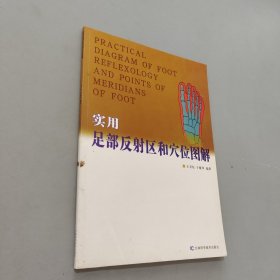 PRACTICAL
DIAGRAM OF FOOT
REFLEXOLOGY
AND POINTS OF
MERIDIANS
OF FOOT
实用
足部反射区和穴位图解